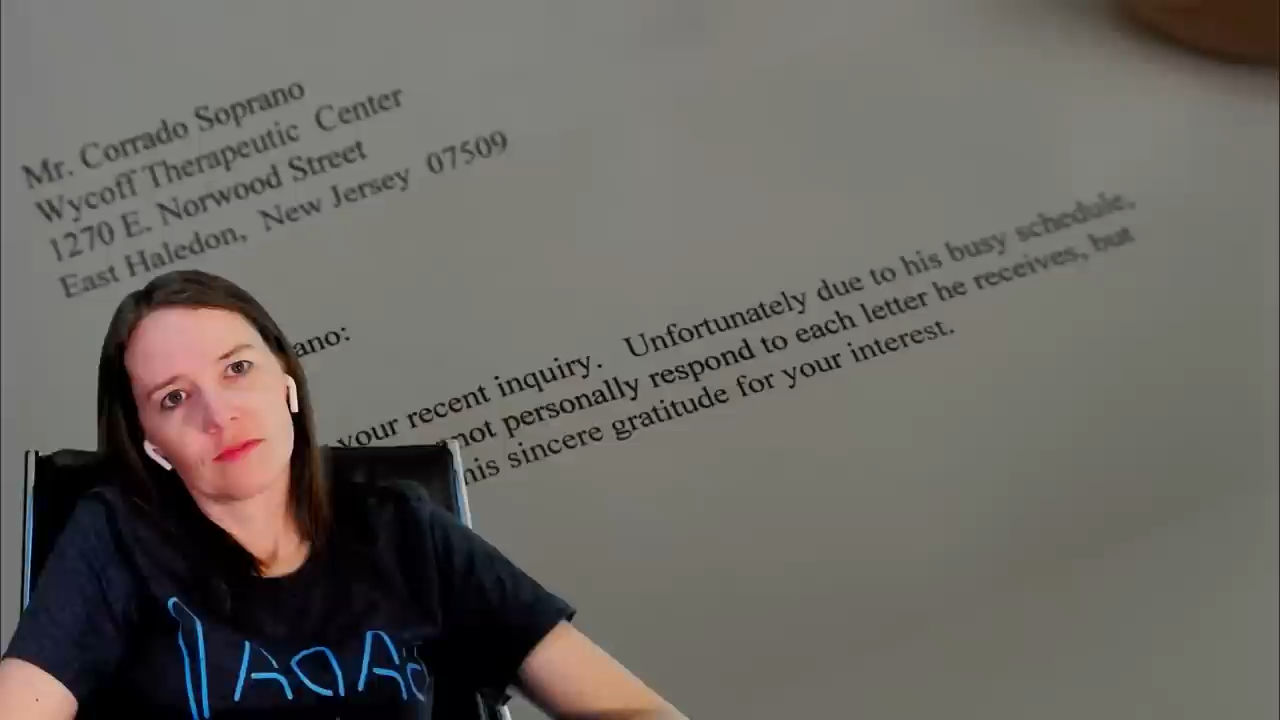 Mr. Corrado Soprano
Wycoff Therapeutic Center
1270 E. Norwood Street
East Haledon, New Jersey 07509
ano:
your recent inquiry. Unfortunately due to his busy schedule,
not personally respond to each letter he receives, but
his sincere gratitude for your interest.